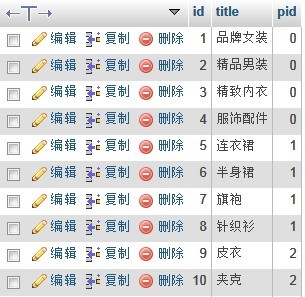 id title pid
编辑 复制 删除 1 品牌女装 0
编辑 复制 删除 2 精品男装 0
编辑 复制 删除 3 精致内衣 0
编辑 复制 删除 4 服饰配件 0
编辑 复制 删除 5 连衣裙 1
编辑 复制 删除 6 半身裙 1
编辑 复制 删除 7 旗袍 1
编辑 复制 删除 8 针织衫 1
编辑 复制 删除 9 皮衣 2
编辑 复制 删除 10 夹克 2